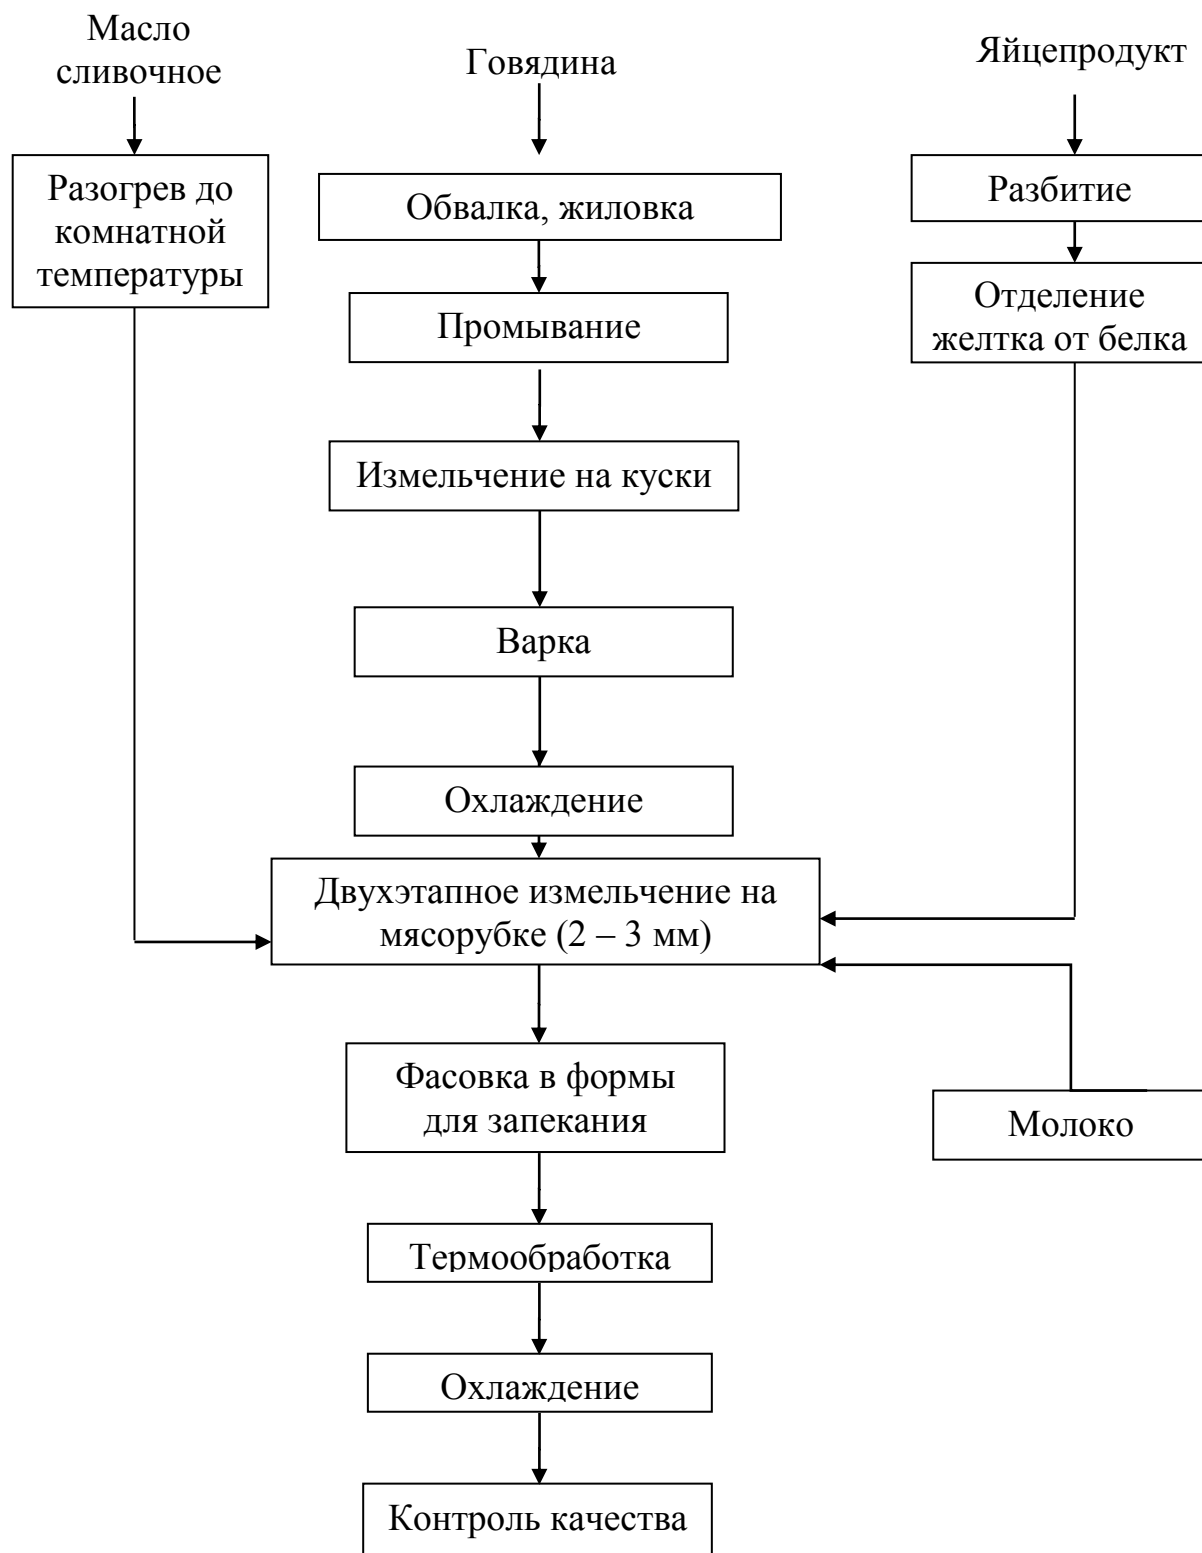 Масло
сливочное
Говядина
Яйцепродукт
Разогрев до
комнатной
температуры
Обвалка, жиловка
Разбитие
Отделение
желтка от белка
Промывание
Измельчение на куски
Варка
Охлаждение
Двухэтапное измельчение на
мясорубке (2 – 3 мм)
Фасовка в формы
для запекания
Молоко
Термообработка
Охлаждение
Контроль качества